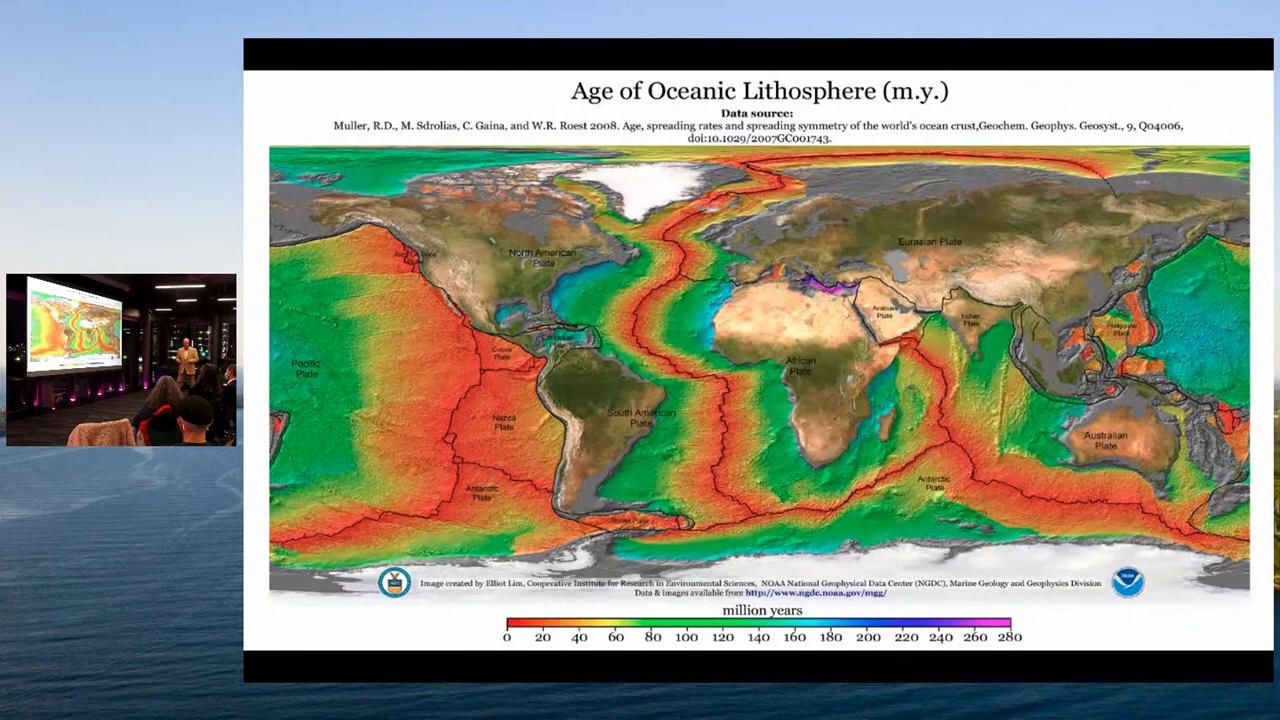 Age of Oceanic Lithosphere (m.y.)
Data source:
Muller, R.D., M. Sdrolias, C. Gaina, and W.R. Roest 2008. Age, spreading rates and spreading symmetry of the world's ocean crust,Geochem. Geophys. Geosyst., 9, Q04006,
doi:10.1029/2007GC001743.
North American
Plate
Eurasian Plate
Arabian
Plate
Indian
Plate
Philippine
Plate
Pacific
Plate
Cocos
Plate
Caribbean
African
Plate
Nazca
Plate
South American
Plate
Australian
Plate
Antarctic
Plate
Antarctic
Plate
Scotia Plate
Image created by Elliot Lim, Cooperative Institute for Research in Environmental Sciences, NOAA National Geophysical Data Center (NGDC), Marine Geology and Geophysics Division
Data & images available from http://www.ngdc.noaa.gov/mgg/
million years
0 20 40 60 80 100 120 140 160 180 200 220 240 260 280